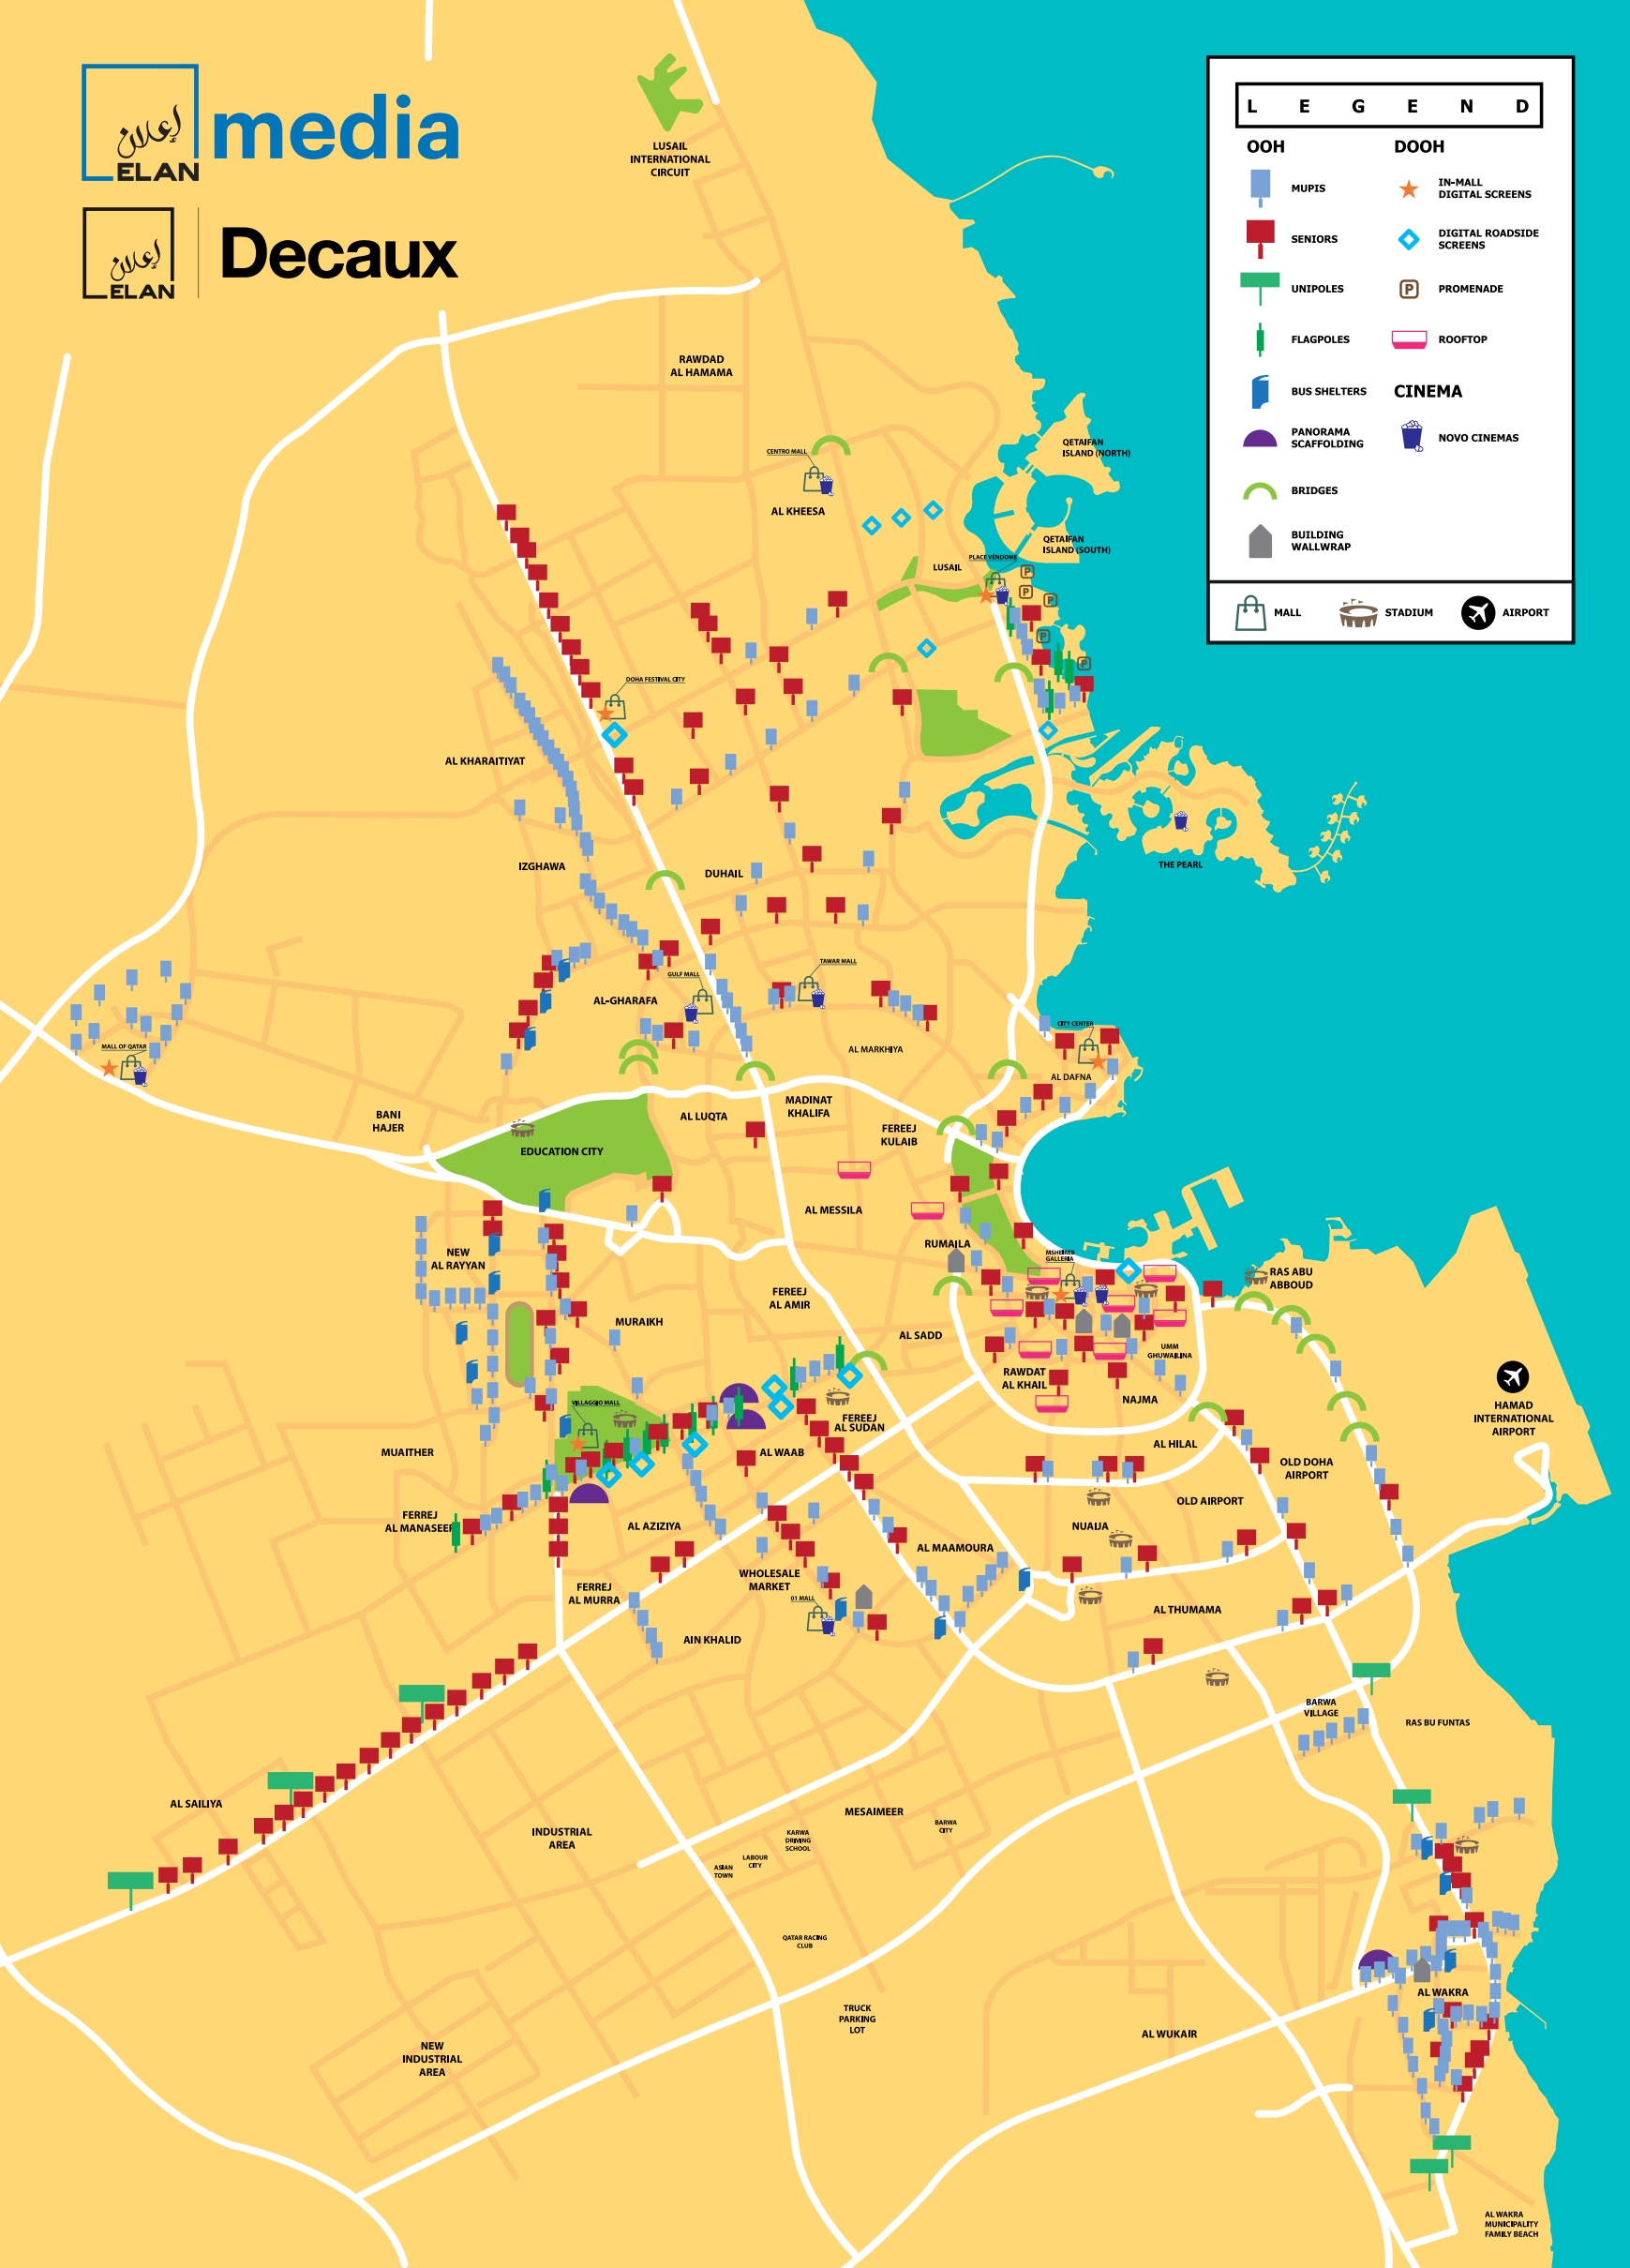 إعلان
ELAN
media
إعلان
ELAN
Decaux
LEGEND
OOH
MUPIS
SENIORS
UNIPOLES
FLAGPOLES
BUS SHELTERS
PANORAMA
SCAFFOLDING
BRIDGES
BUILDING
WALLWRAP
DOOH
IN-MALL
DIGITAL SCREENS
DIGITAL ROADSIDE
SCREENS
P
PROMENADE
ROOFTOP
CINEMA
NOVO CINEMAS
MALL
STADIUM
AIRPORT
LUSAIL
INTERNATIONAL
CIRCUIT
RAWDAD
AL HAMAMA
QETAIFAN
ISLAND (NORTH)
CENTRO MALL
AL KHEESA
QETAIFAN
ISLAND (SOUTH)
PLACE VENDOME
LUSAIL
P
P
P
P
P
DOHA FESTIVAL CITY
AL KHARAITIYAT
THE PEARL
IZGHAWA
DUHAIL
TAWAR MALL
GULF MALL
AL-GHARAFA
CITY CENTER
MALL OF QATAR
AL MARKHIYA
AL DAFNA
BANI
HAJER
AL LUQTA
MADINAT
KHALIFA
FEREEJ
KULAIB
EDUCATION CITY
AL MESSILA
RUMAILA
NEW
AL RAYYAN
MSHEIREB
GALLERIA
RAS ABU
ABBOUD
FEREEJ
AL AMIR
MURAIKH
AL SADD
UMM
GHUWAILINA
RAWDAT
AL KHAIL
NAJMA
HAMAD
INTERNATIONAL
AIRPORT
VILLAGGIO MALL
FEREEJ
AL SUDAN
MUAITHER
AL WAAB
AL HILAL
OLD DOHA
AIRPORT
OLD AIRPORT
FERREJ
AL MANASEER
AL AZIZIYA
NUAIJA
AL MAAMOURA
WHOLESALE
MARKET
FERREJ
AL MURRA
01 MALL
AL THUMAMA
AIN KHALID
BARWA
VILLAGE
RAS BU FUNTAS
AL SAILIYA
MESAIMEER
INDUSTRIAL
AREA
BARWA
CITY
KARWA
DRIVING
SCHOOL
LABOUR
CITY
ASIAN
TOWN
QATAR RACING
CLUB
AL WAKRA
TRUCK
PARKING
LOT
AL WUKAIR
NEW
INDUSTRIAL
AREA
AL WAKRA
MUNICIPALITY
FAMILY BEACH